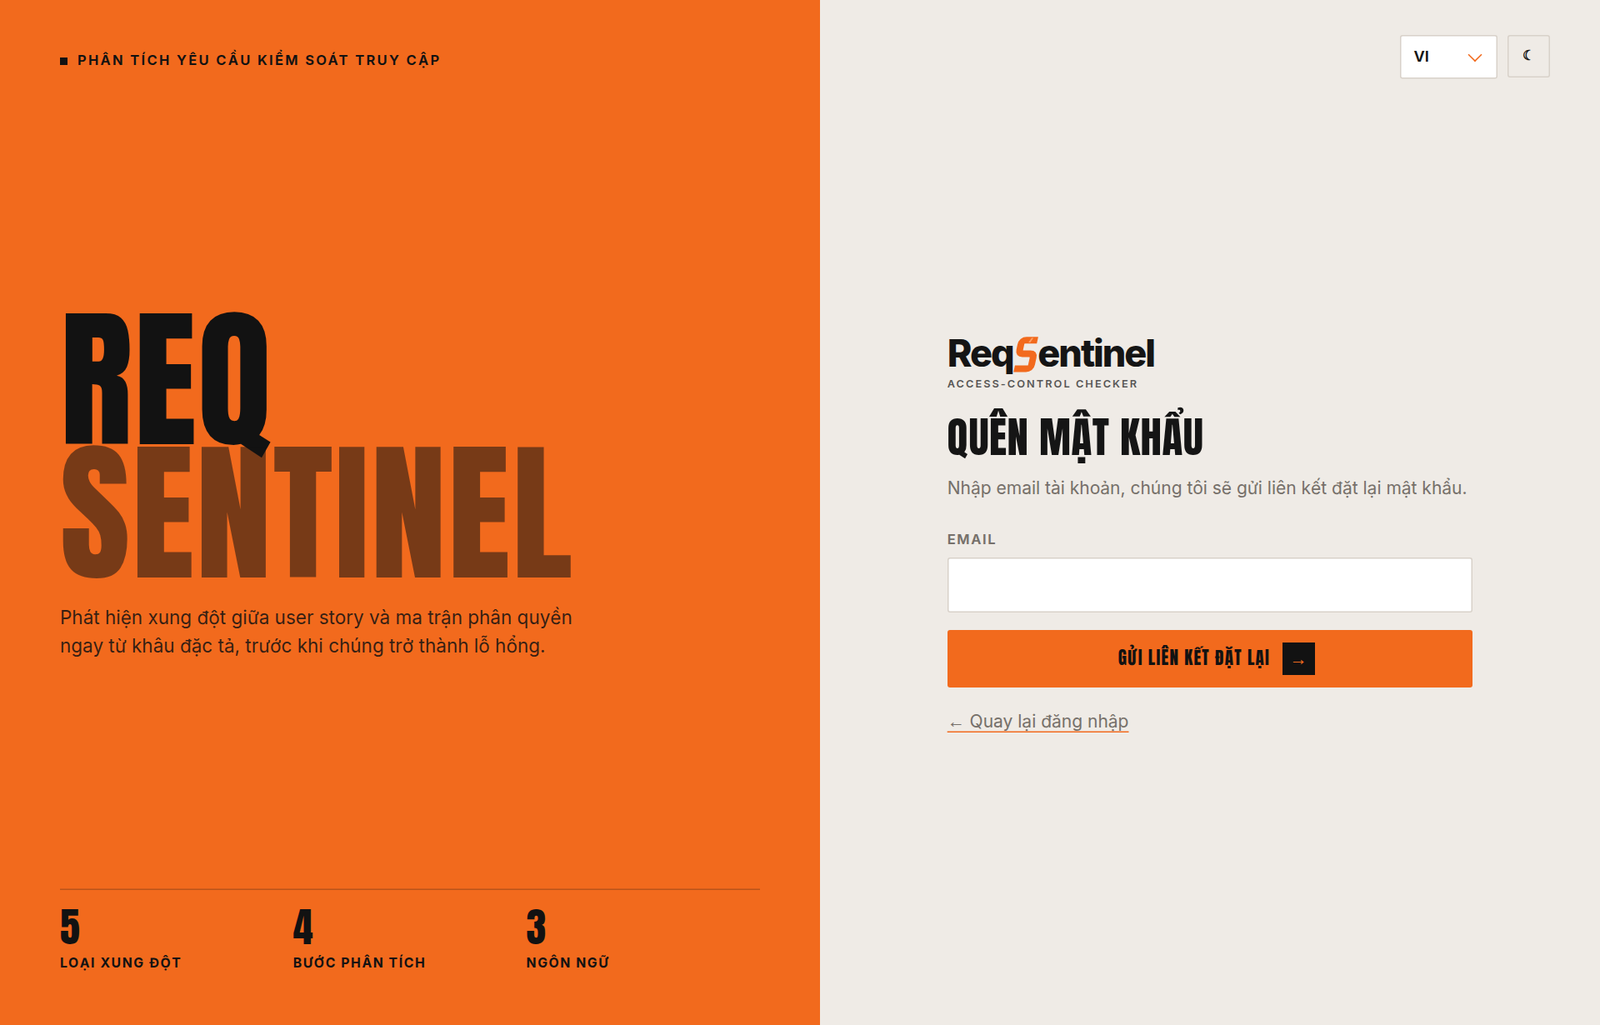 PHÂN TÍCH YÊU CẦU KIỂM SOÁT TRUY CẬP
REQ
SENTINEL
Phát hiện xung đột giữa user story và ma trận phân quyền
ngay từ khâu đặc tả, trước khi chúng trở thành lỗ hổng.
5
LOẠI XUNG ĐỘT
4
BƯỚC PHÂN TÍCH
3
NGÔN NGỮ
VI
ReqSentinel
ACCESS-CONTROL CHECKER
QUÊN MẬT KHẨU
Nhập email tài khoản, chúng tôi sẽ gửi liên kết đặt lại mật khẩu.
EMAIL
GỬI LIÊN KẾT ĐẶT LẠI →
← Quay lại đăng nhập